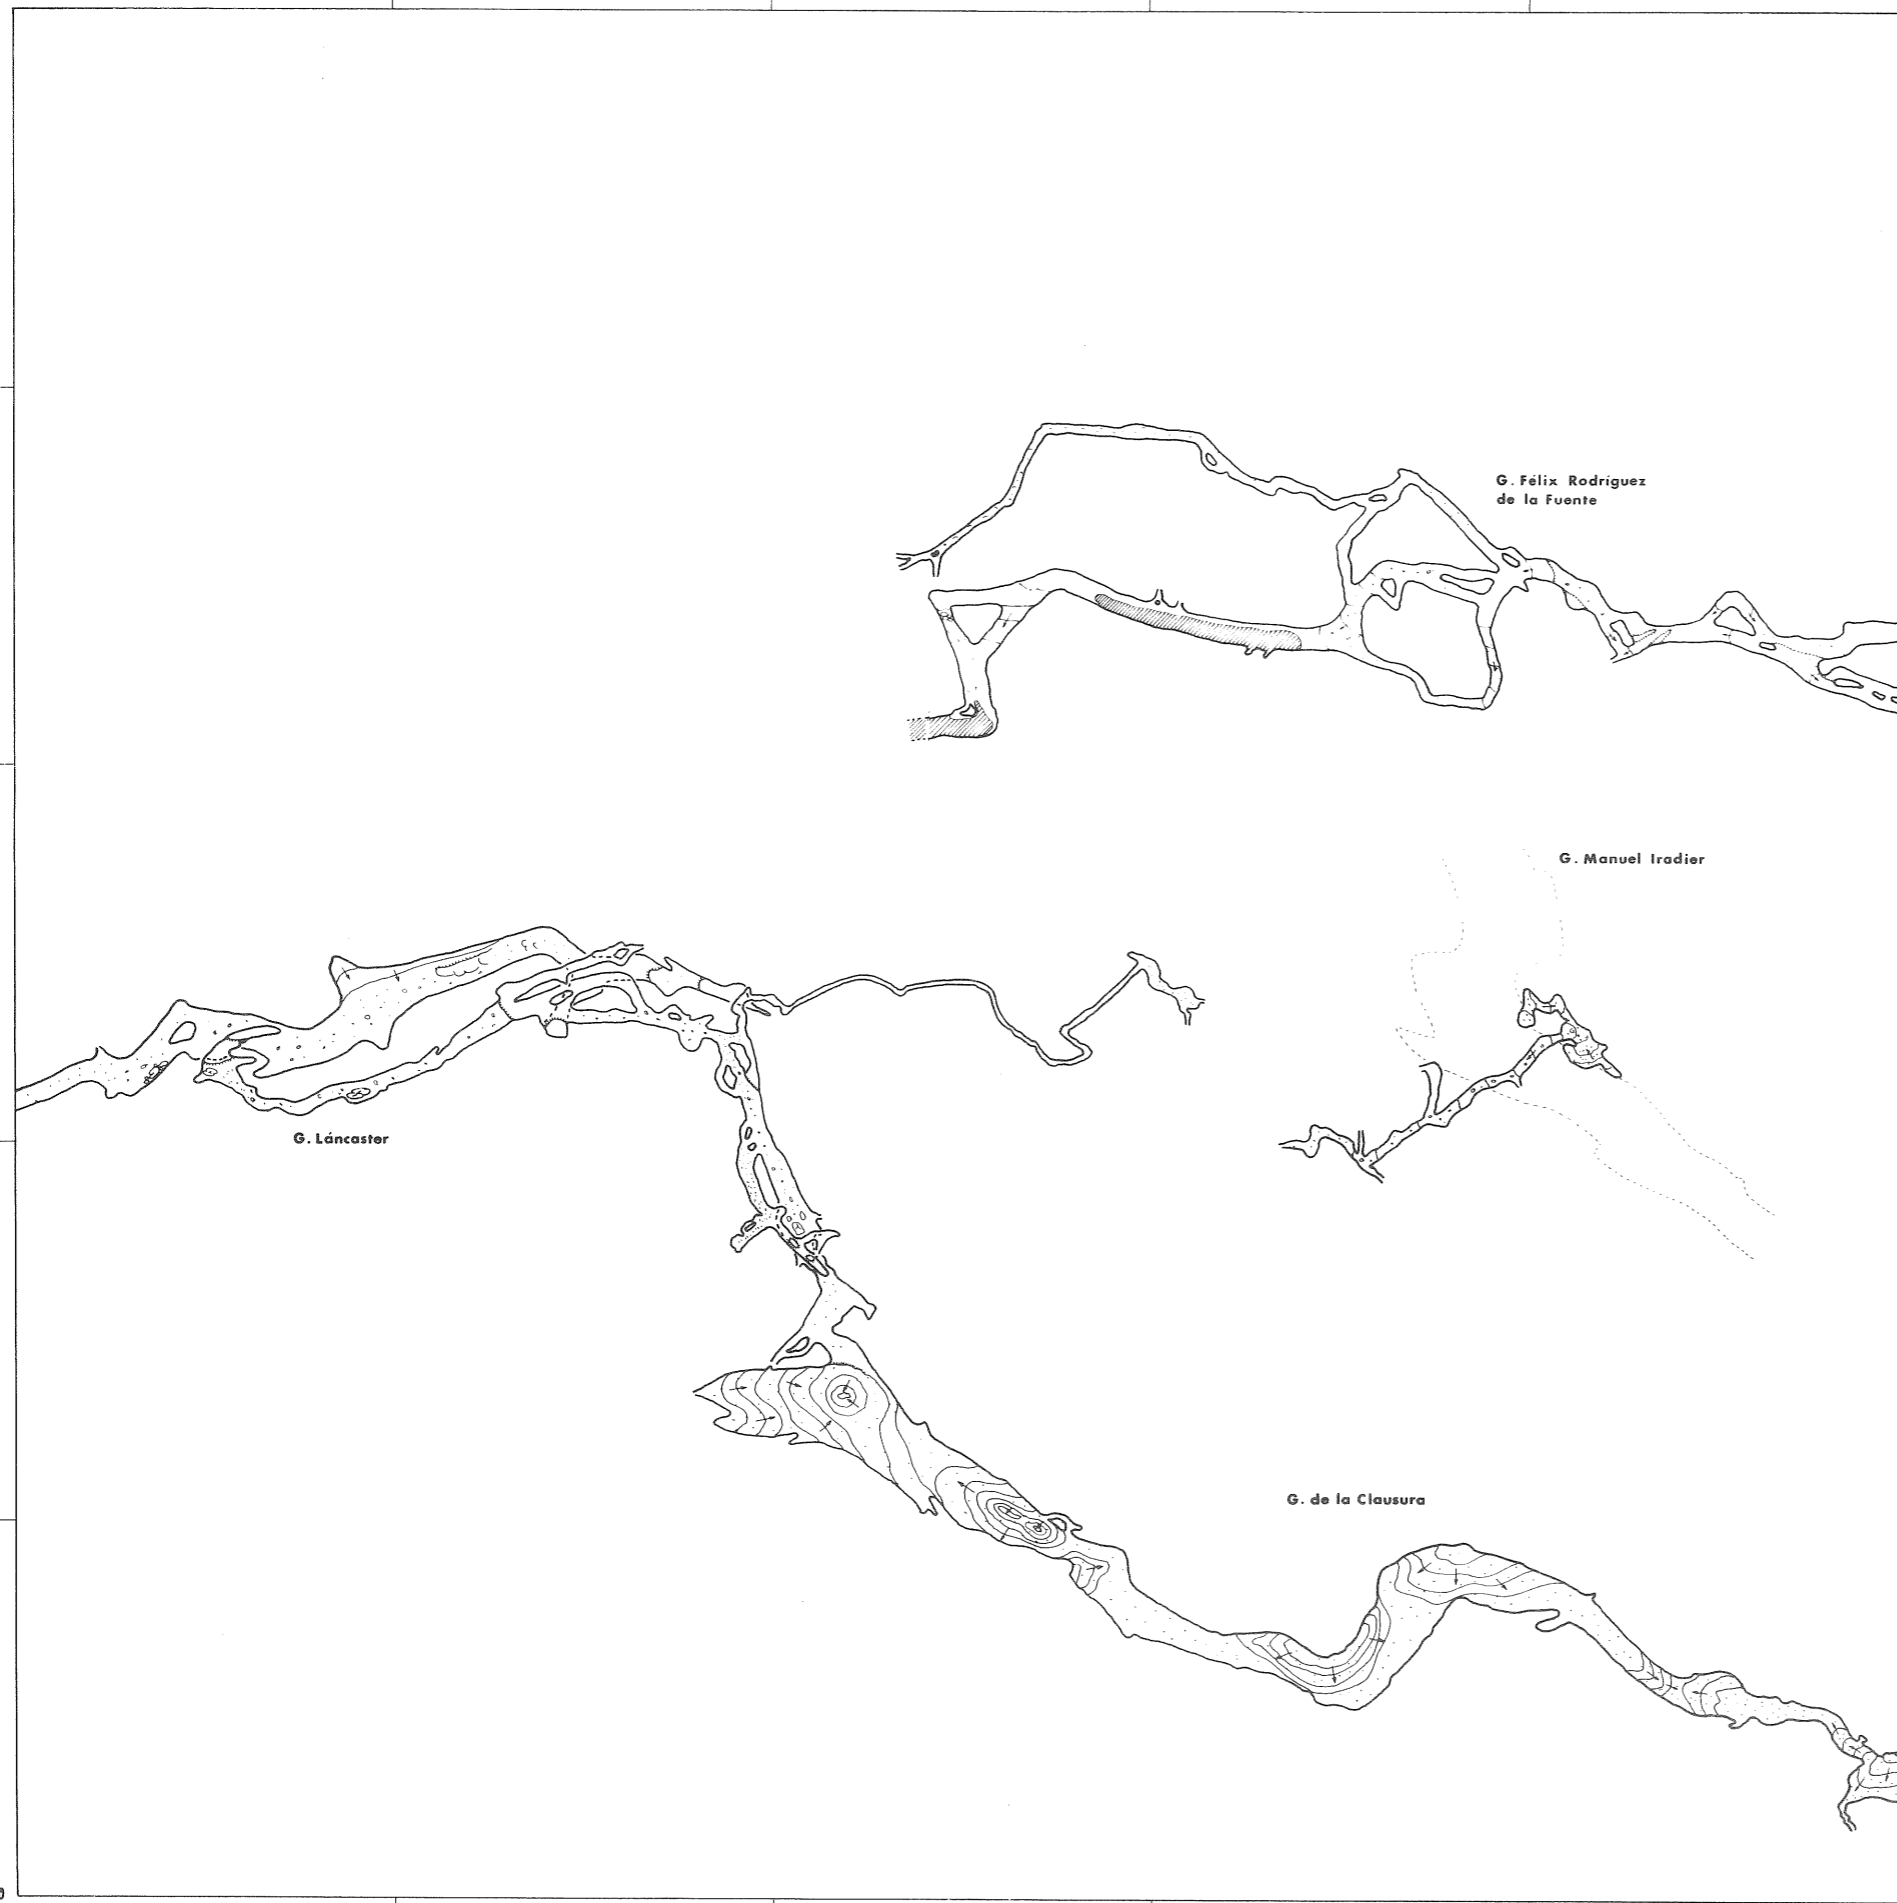 G. Félix Rodríguez
de la Fuente
G. Manuel Iradier
G. Láncaster
G. de la Clausura